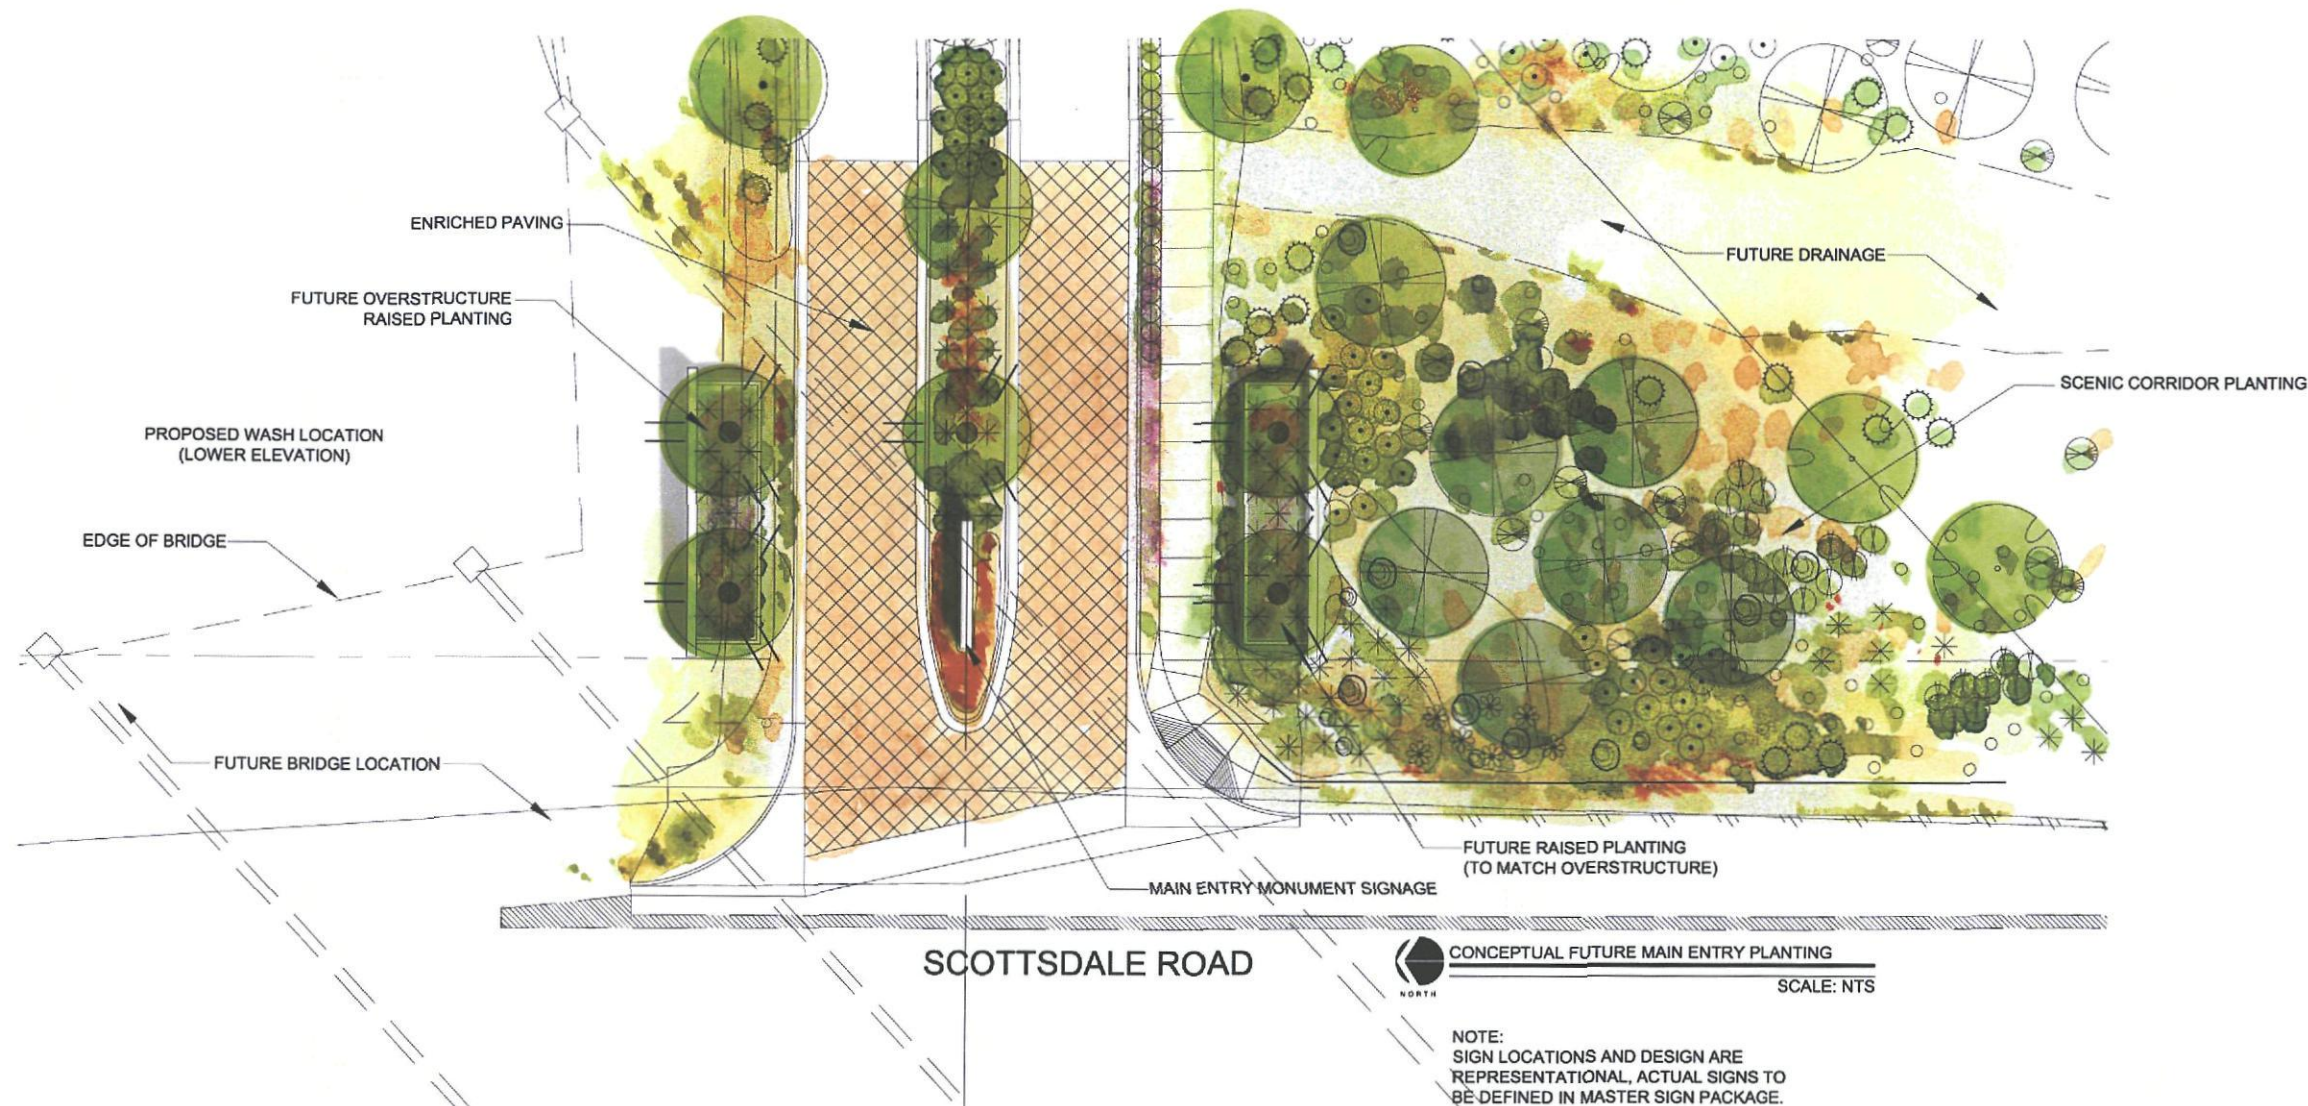 ENRICHED PAVING
FUTURE OVERSTRUCTURE
RAISED PLANTING
PROPOSED WASH LOCATION
(LOWER ELEVATION)
EDGE OF BRIDGE
FUTURE BRIDGE LOCATION
FUTURE DRAINAGE
SCENIC CORRIDOR PLANTING
FUTURE RAISED PLANTING
(TO MATCH OVERSTRUCTURE)
MAIN ENTRY MONUMENT SIGNAGE
SCOTTSDALE ROAD
NORTH
CONCEPTUAL FUTURE MAIN ENTRY PLANTING
SCALE: NTS
NOTE:
SIGN LOCATIONS AND DESIGN ARE
REPRESENTATIONAL, ACTUAL SIGNS TO
BE DEFINED IN MASTER SIGN PACKAGE.